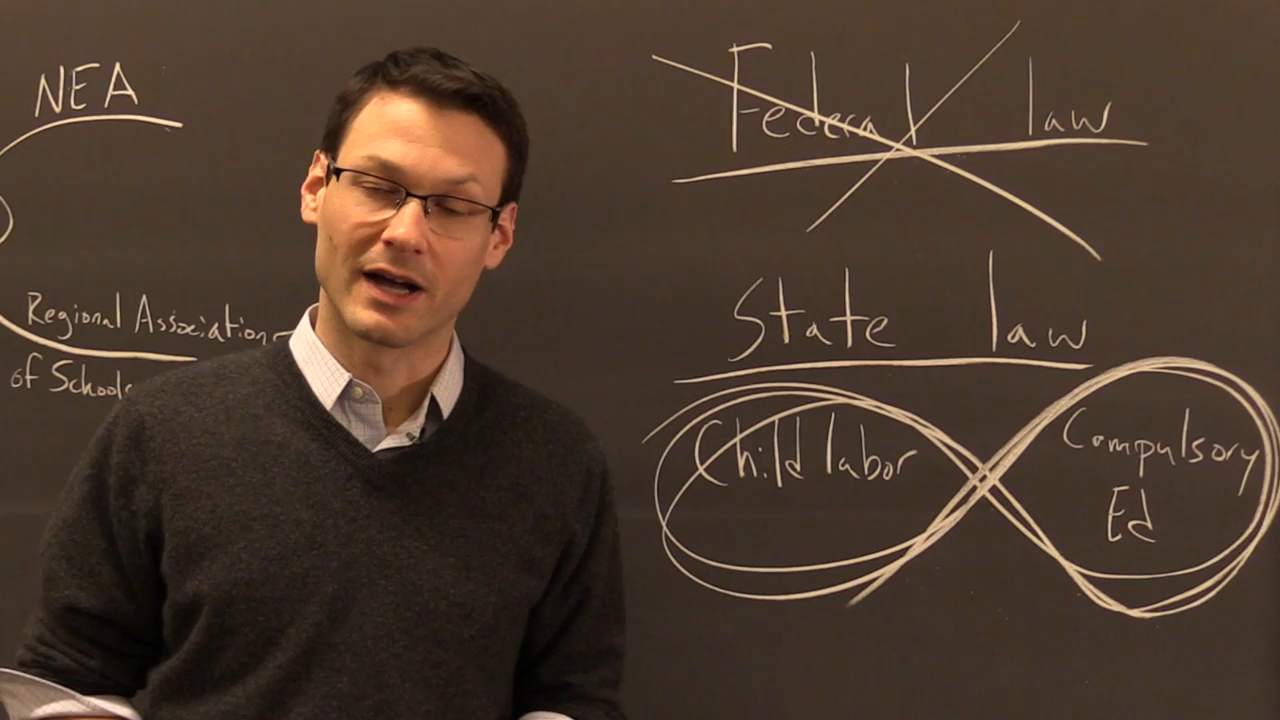 NEA
Regional Association
of Schools
Federal law
State law
Child labor
Compulsory
Ed